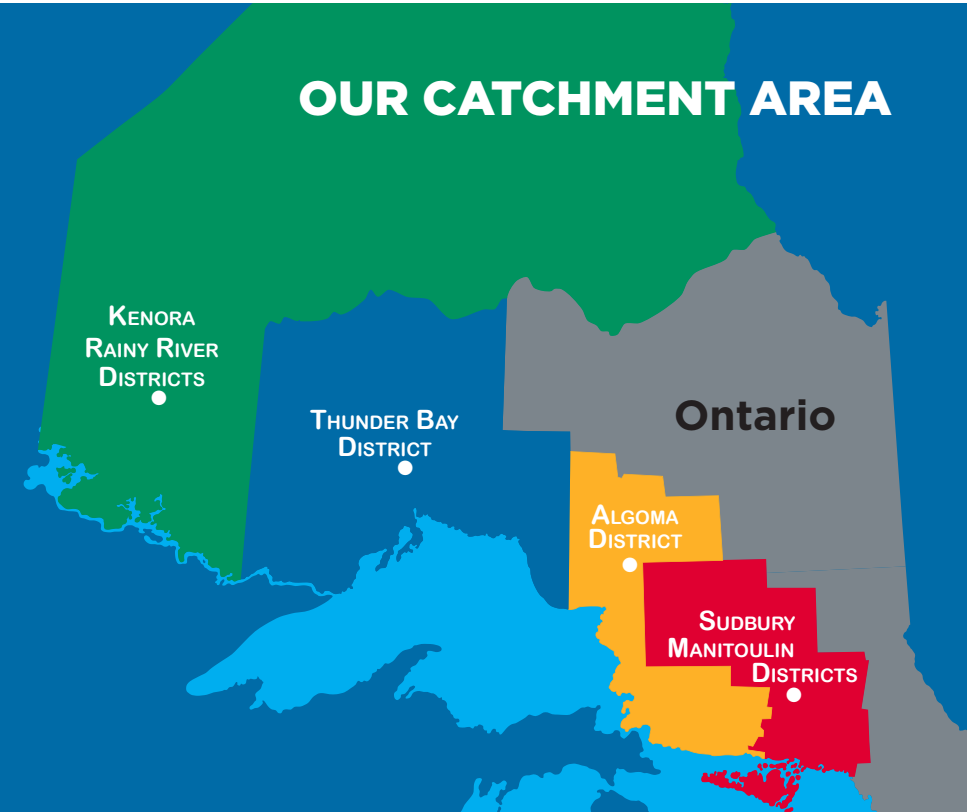 OUR CATCHMENT AREA
Kenora
Rainy River
Districts
Thunder Bay
District
Ontario
Algoma
District
Sudbury
Manitoulin
Districts